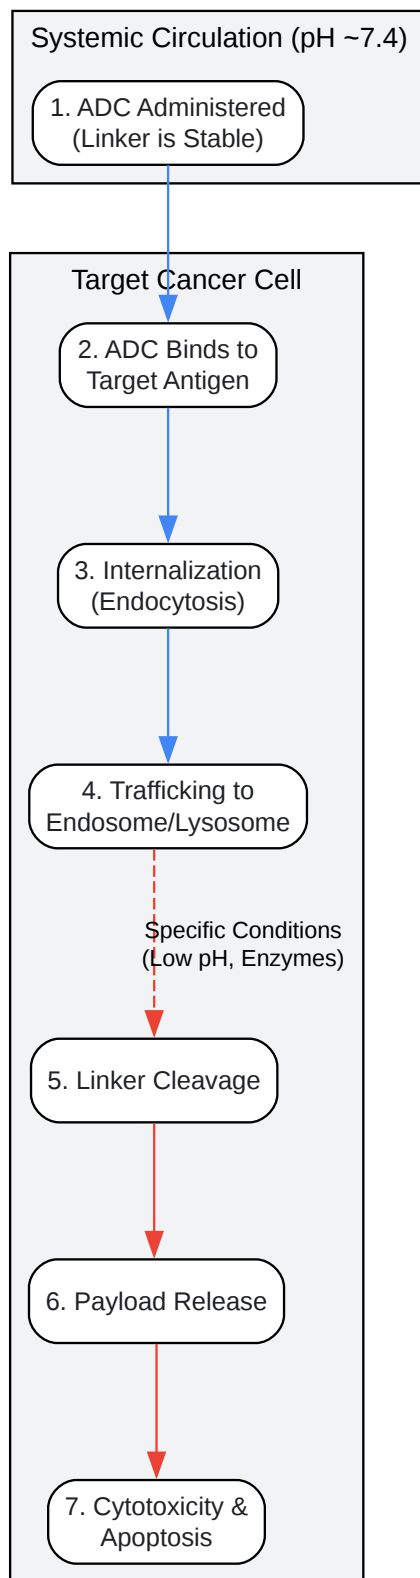 Systemic Circulation (pH ~7.4)
1. ADC Administered
(Linker is Stable)
Target Cancer Cell
2. ADC Binds to
Target Antigen
3. Internalization
(Endocytosis)
4. Trafficking to
Endosome/Lysosome
Specific Conditions
(Low pH, Enzymes)
5. Linker Cleavage
6. Payload Release
7. Cytotoxicity &
Apoptosis